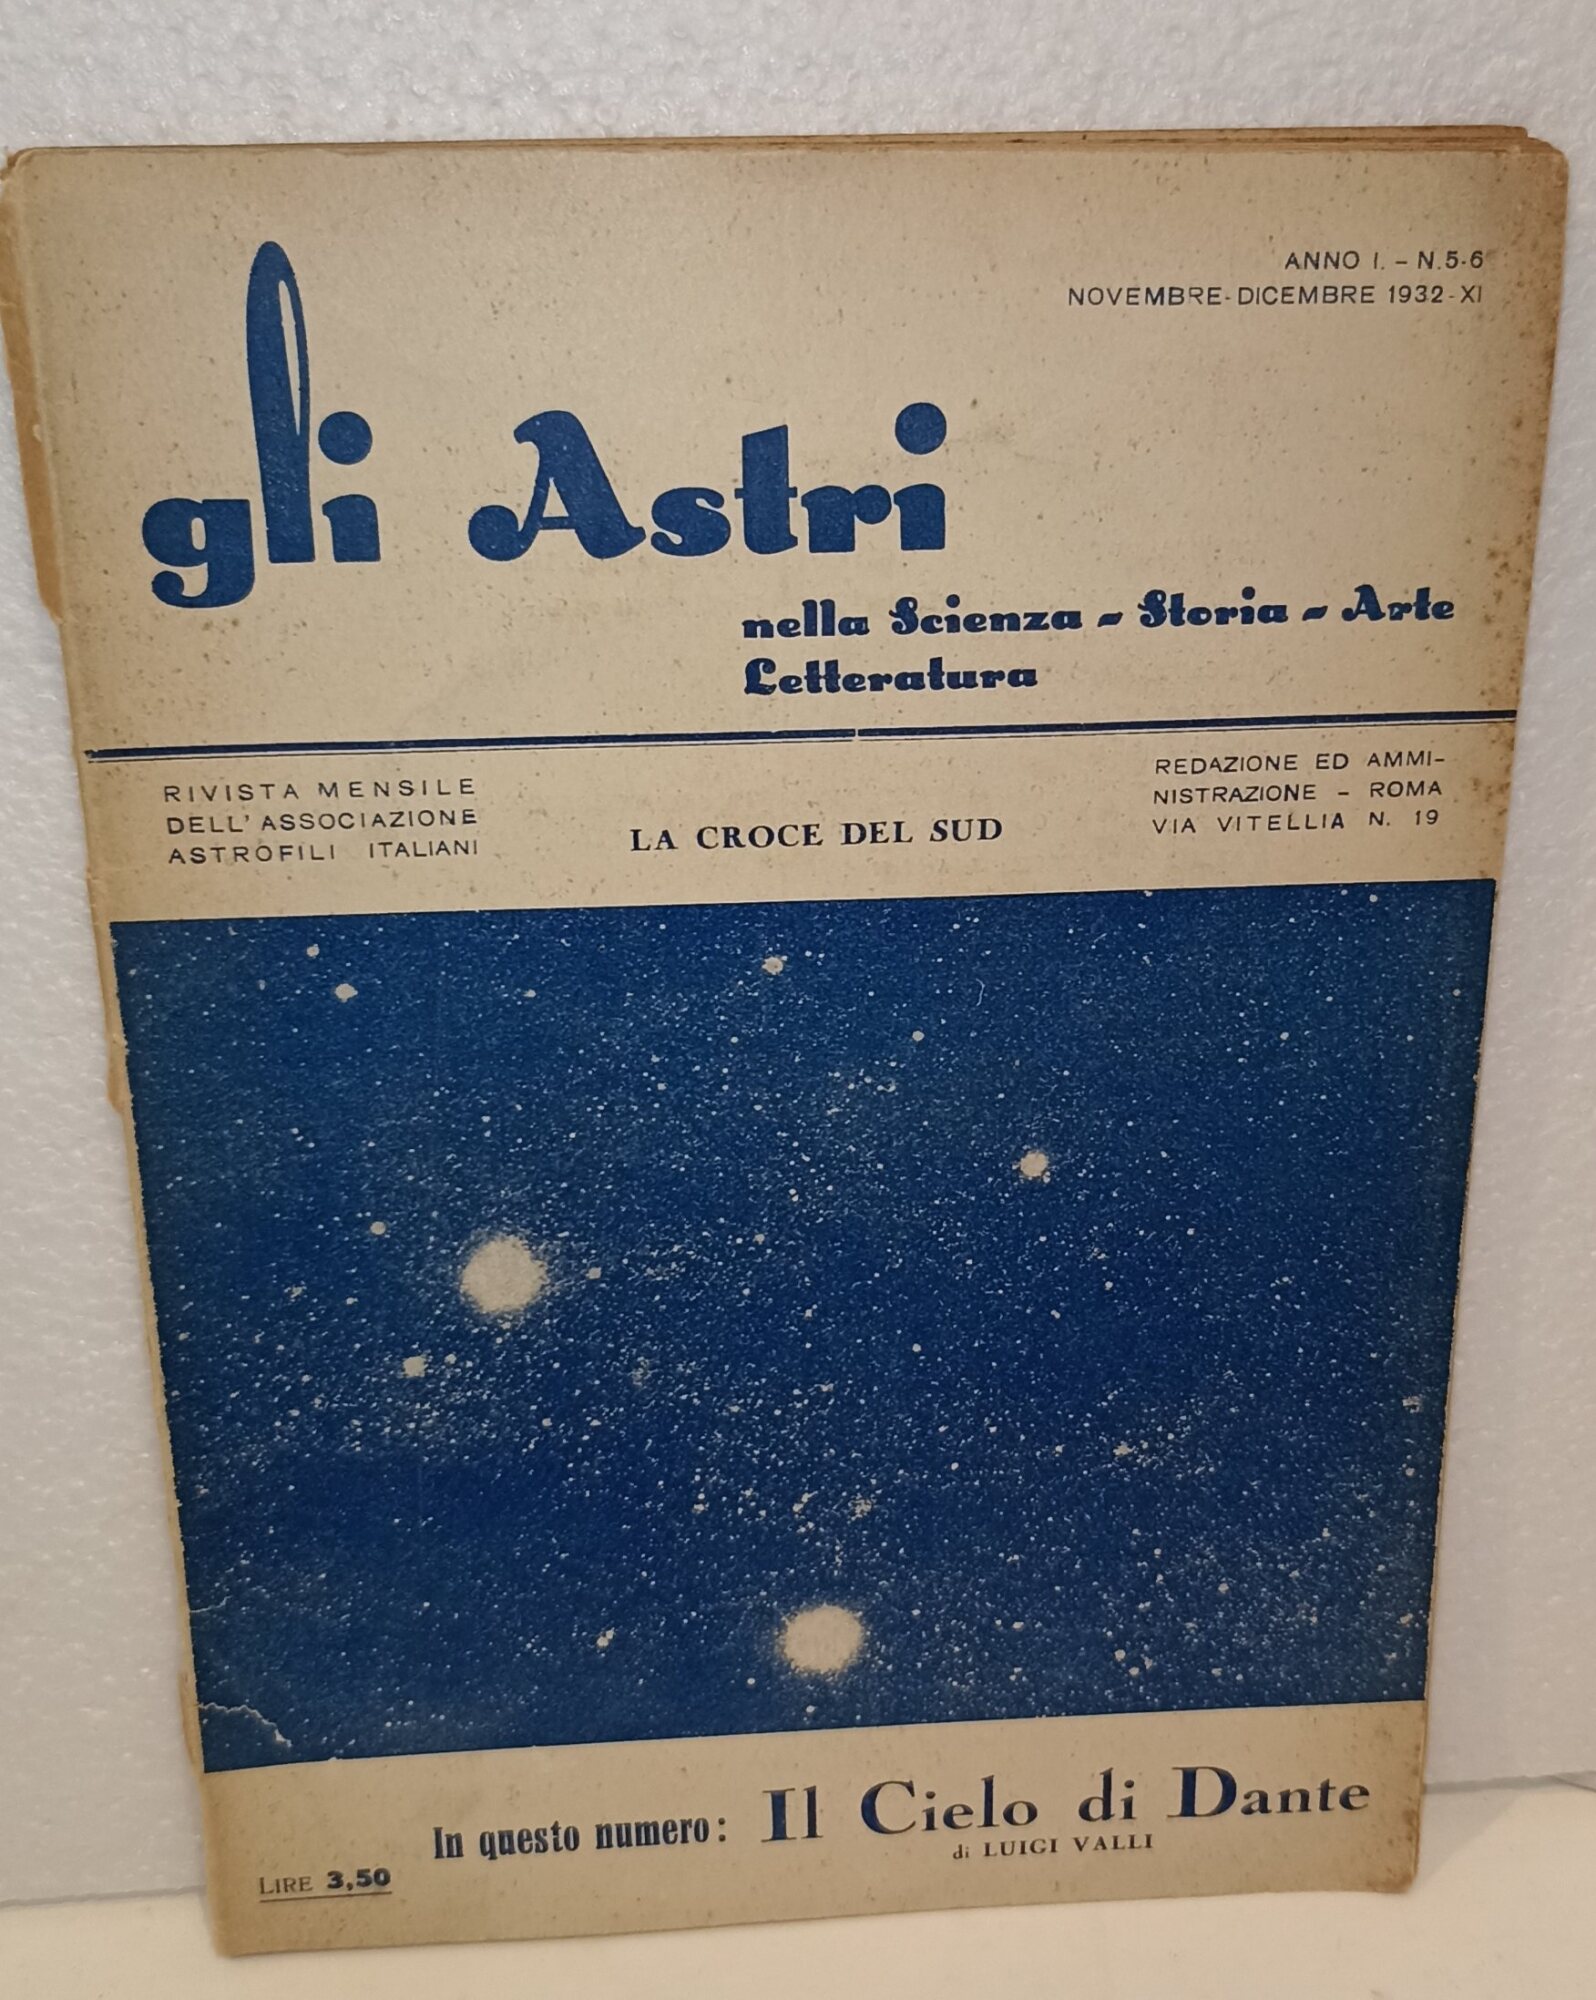 ANNO I. - N. 5-6
NOVEMBRE-DICEMBRE 1932-XI
gli Astri
nella Scienza - Storia - Arte
Letteratura
RIVISTA MENSILE
DELL'ASSOCIAZIONE
ASTROFILI ITALIANI
LA CROCE DEL SUD
REDAZIONE ED AMMI-
NISTRAZIONE - ROMA
VIA VITELLIA N. 19
In questo numero: Il Cielo di Dante
di LUIGI VALLI
LIRE 3,50